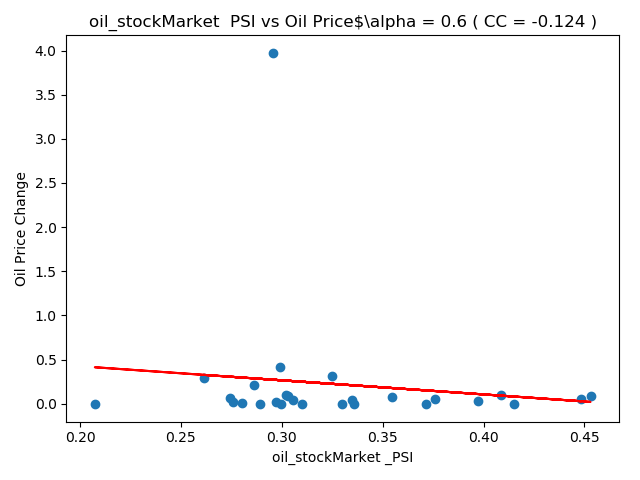 oil_stockMarket  PSI vs Oil Price$\alpha = 0.6 ( CC = -0.124 )
4.0
3.5
3.0
2.5
2.0
1.5
1.0
0.5
0.0
Oil Price Change
0.20 0.25 0.30 0.35 0.40 0.45
oil_stockMarket _PSI